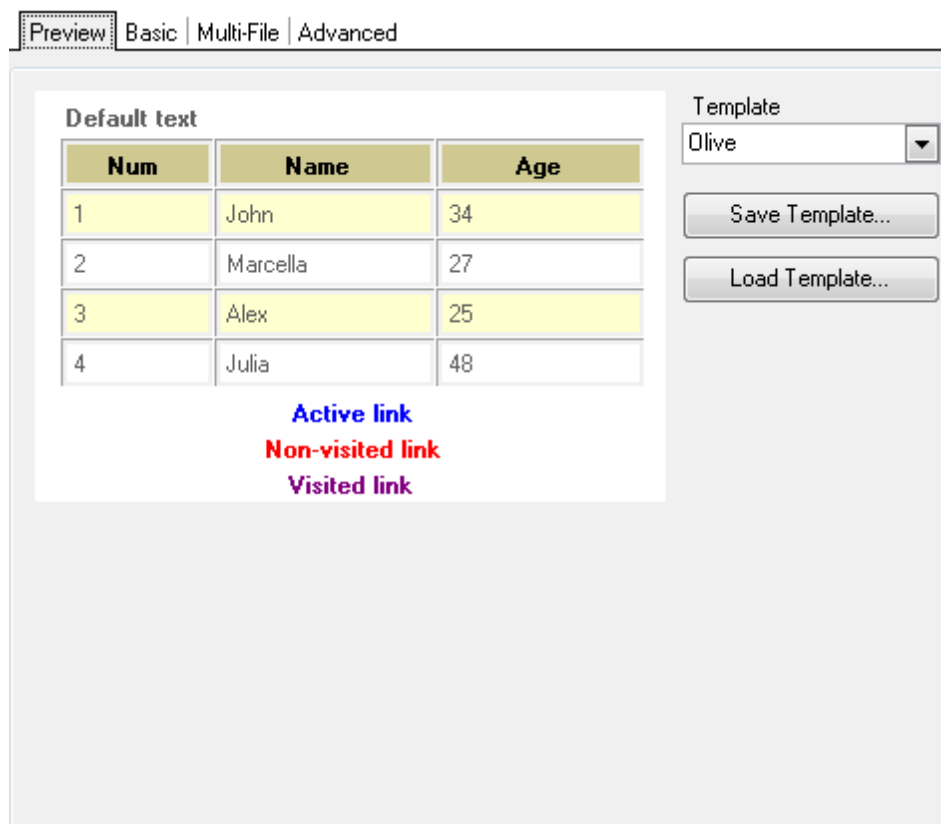 Preview Basic Multi-File Advanced
Default text
Num Name Age
1 John 34
2 Marcella 27
3 Alex 25
4 Julia 48
Active link
Non-visited link
Visited link
Template
Olive
Save Template...
Load Template...